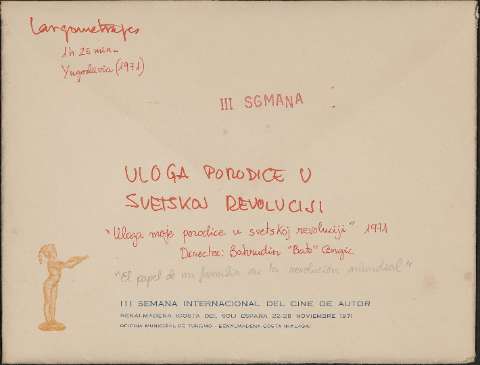 Largometrajes
1h 25 min.
Yugoslavia (1971)
III SGMANA
ULOGA PORODICE U
SVETSKOJ REVOLUCIJI
"Uloga moje porodice u svetskoj revoluciji" 1971
Director: Bahrudin "Bato" Čengic
"El papel de mi familia en la revolución mundial"
III SEMANA INTERNACIONAL DEL CINE DE AUTOR
BENALMADENA (COSTA DEL SOL) ESPAÑA, 22-28 NOVIEMBRE 1971
OFICINA MUNICIPAL DE TURISMO - BENALMADENA-COSTA (MALAGA)